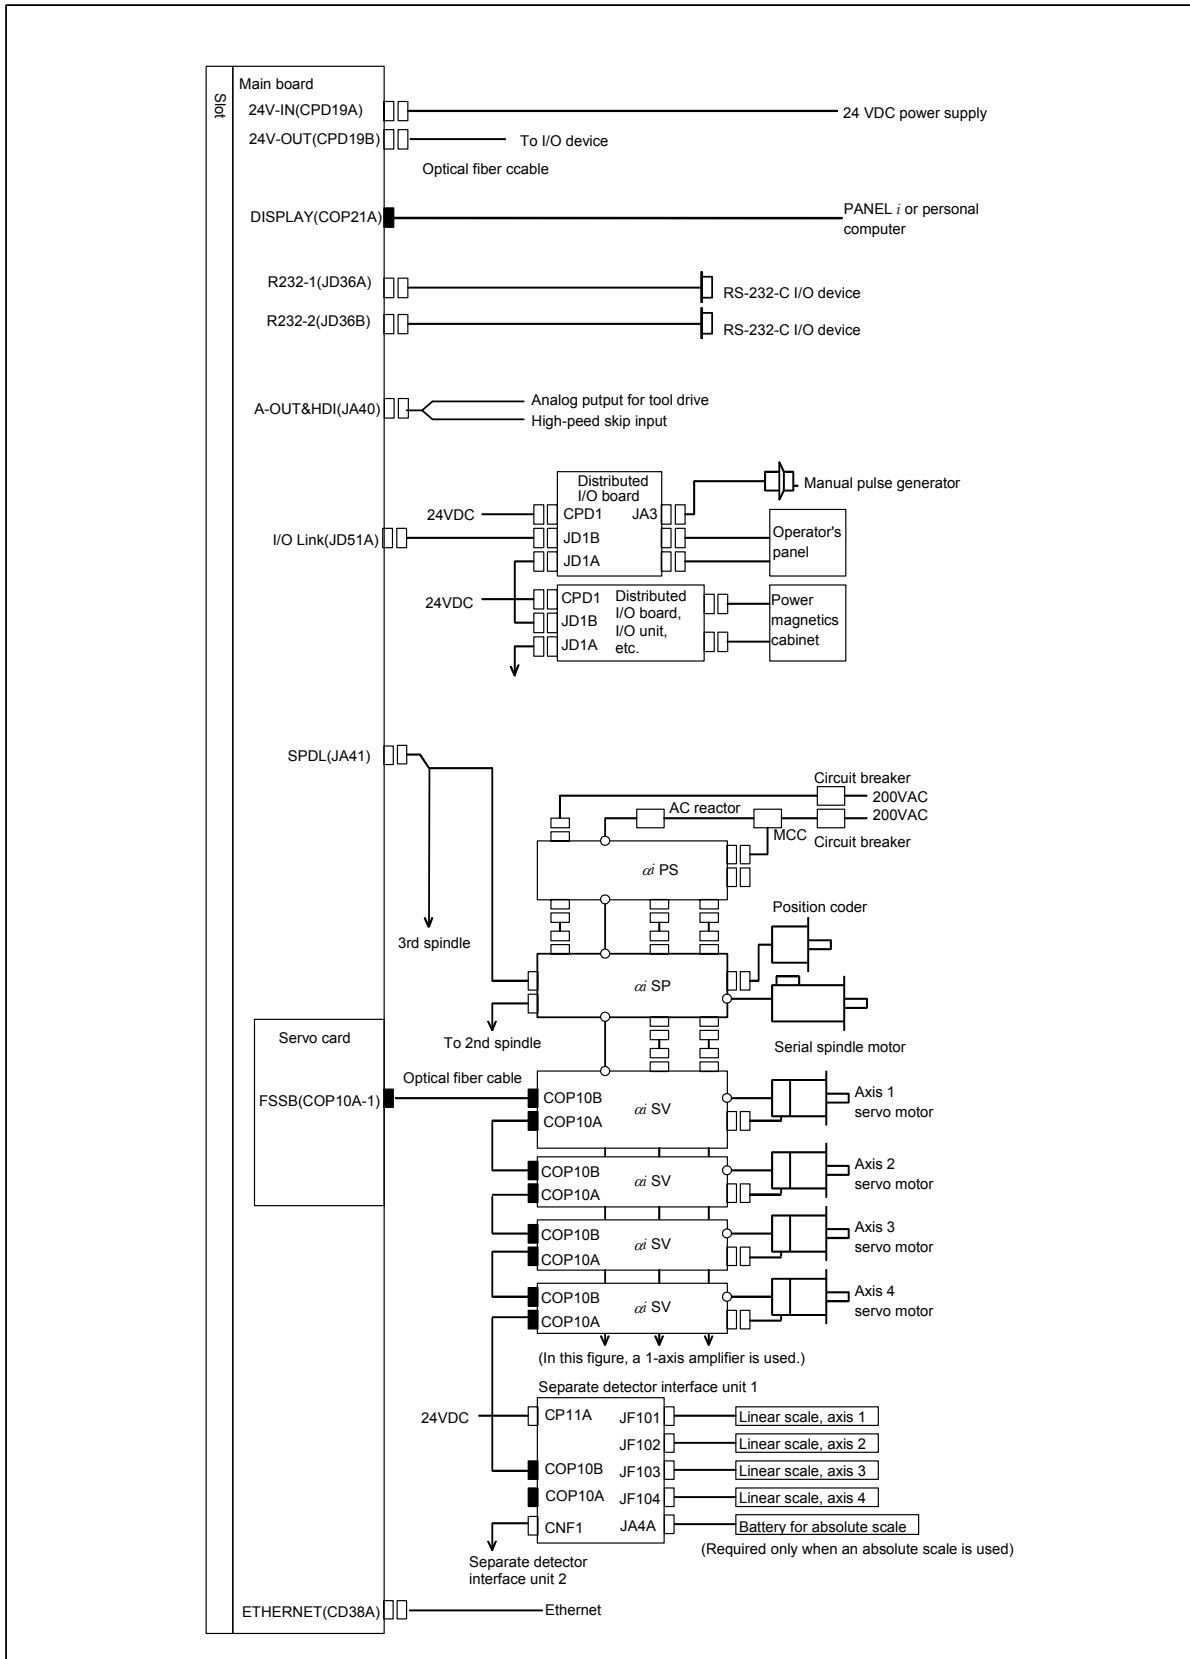 Slot
Main board
24V-IN(CPD19A)
24 VDC power supply
24V-OUT(CPD19B)
To I/O device
Optical fiber ccable
DISPLAY(COP21A)
PANEL i or personal
computer
R232-1(JD36A)
RS-232-C I/O device
R232-2(JD36B)
RS-232-C I/O device
A-OUT&HDI(JA40)
Analog putput for tool drive
High-peed skip input
Distributed
I/O board
Manual pulse generator
24VDC
CPD1
JA3
I/O Link(JD51A)
JD1B
JD1A
Operator's
panel
24VDC
CPD1
JD1B
JD1A
Distributed
I/O board,
I/O unit,
etc.
Power
magnetics
cabinet
SPDL(JA41)
Circuit breaker
200VAC
AC reactor
200VAC
MCC
Circuit breaker
αi PS
3rd spindle
Position coder
αi SP
To 2nd spindle
Serial spindle motor
Servo card
Optical fiber cable
FSSB(COP10A-1)
COP10B
COP10A
αi SV
Axis 1
servo motor
COP10B
COP10A
αi SV
Axis 2
servo motor
COP10B
COP10A
αi SV
Axis 3
servo motor
COP10B
COP10A
αi SV
Axis 4
servo motor
(In this figure, a 1-axis amplifier is used.)
Separate detector interface unit 1
24VDC
CP11A
JF101
Linear scale, axis 1
JF102
Linear scale, axis 2
COP10B
JF103
Linear scale, axis 3
COP10A
JF104
Linear scale, axis 4
CNF1
JA4A
Battery for absolute scale
(Required only when an absolute scale is used)
Separate detector
interface unit 2
ETHERNET(CD38A)
Ethernet